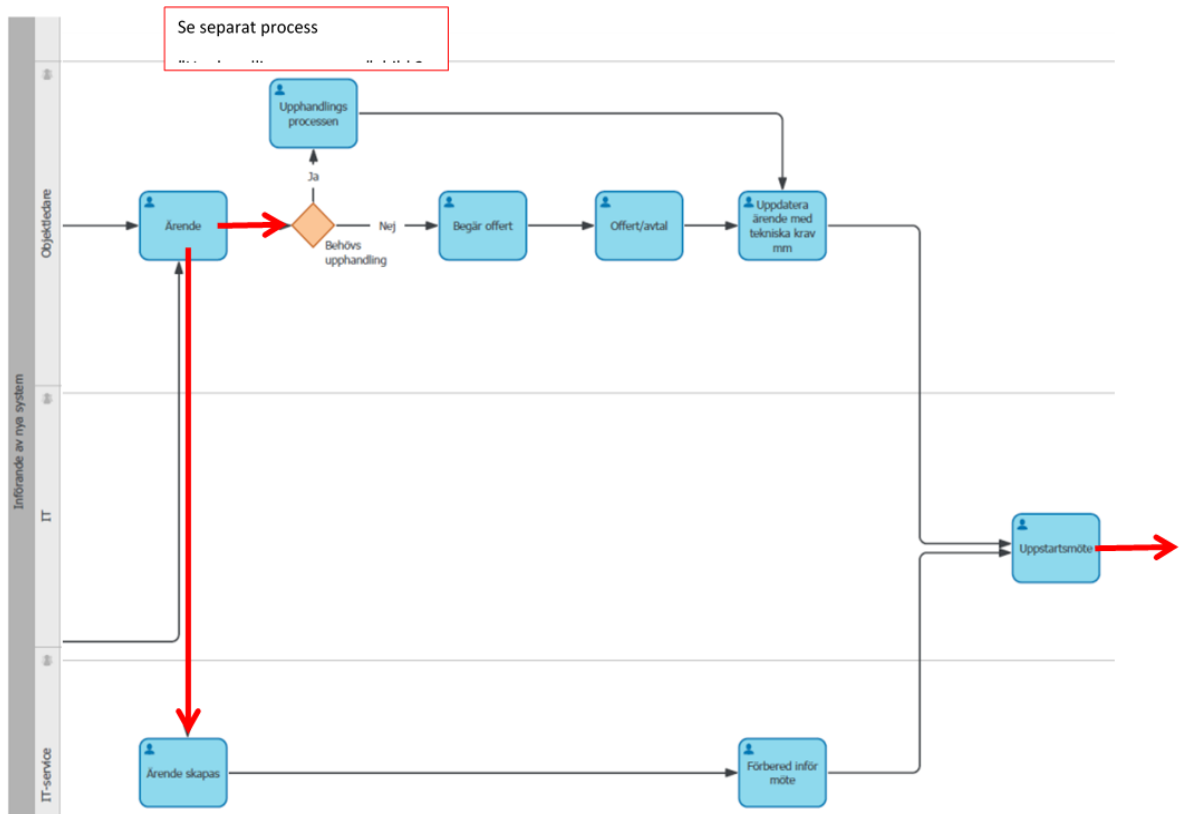 Se separat process
Upphandlings
processen
Ja
Ärende
Nej
Behövs
upphandling
Begär offert
Offert/avtal
Uppdatera
ärende med
tekniska krav
mm
Uppstartsmöte
Ärende skapas
Förbered inför
möte
Införande av nya system
Objektledare
IT
IT-service